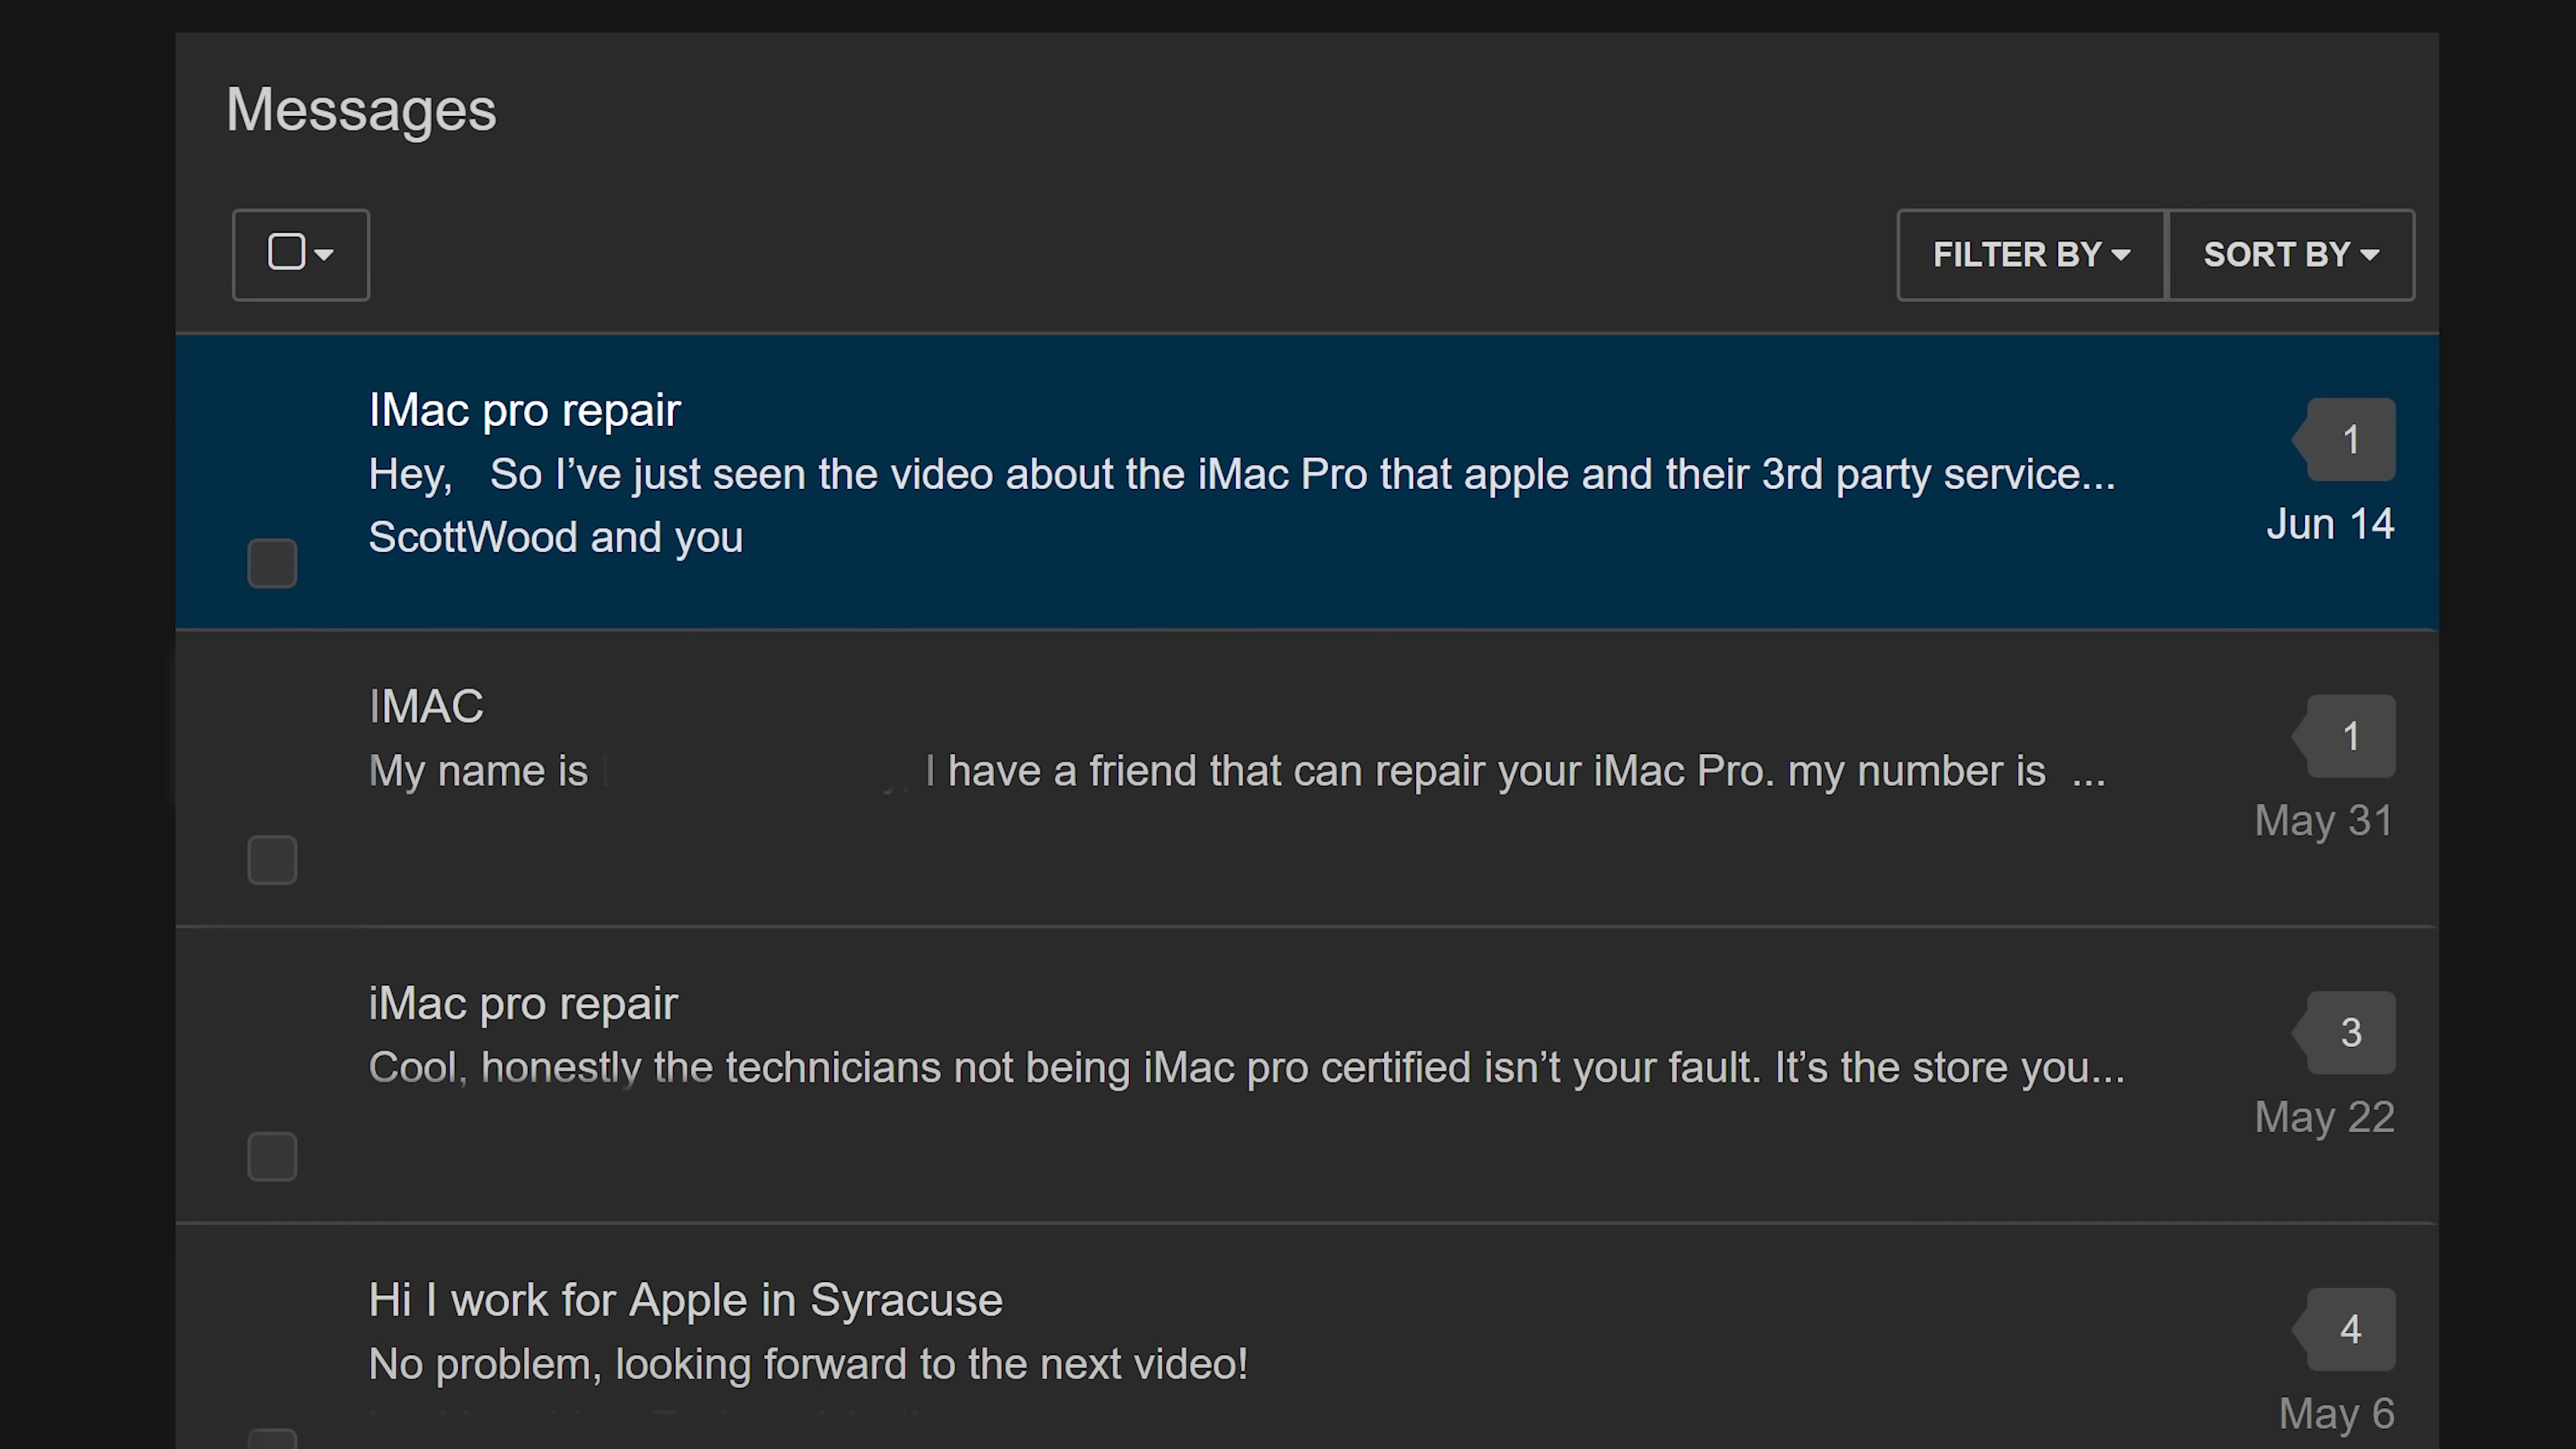 Messages
FILTER BY
SORT BY
IMac pro repair
1
Hey, So I’ve just seen the video about the iMac Pro that apple and their 3rd party service...
Jun 14
ScottWood and you
IMAC
1
My name is I have a friend that can repair your iMac Pro. my number is ...
May 31
iMac pro repair
3
Cool, honestly the technicians not being iMac pro certified isn’t your fault. It’s the store you...
May 22
Hi I work for Apple in Syracuse
4
No problem, looking forward to the next video!
May 6